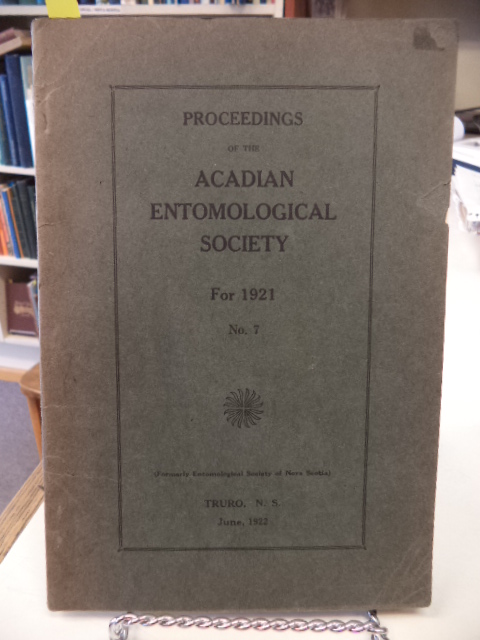 PROCEEDINGS
OF THE
ACADIAN
ENTOMOLOGICAL
SOCIETY
For 1921
No. 7
(Formerly Entomological Society of Nova Scotia)
TRURO, N. S.
June, 1922